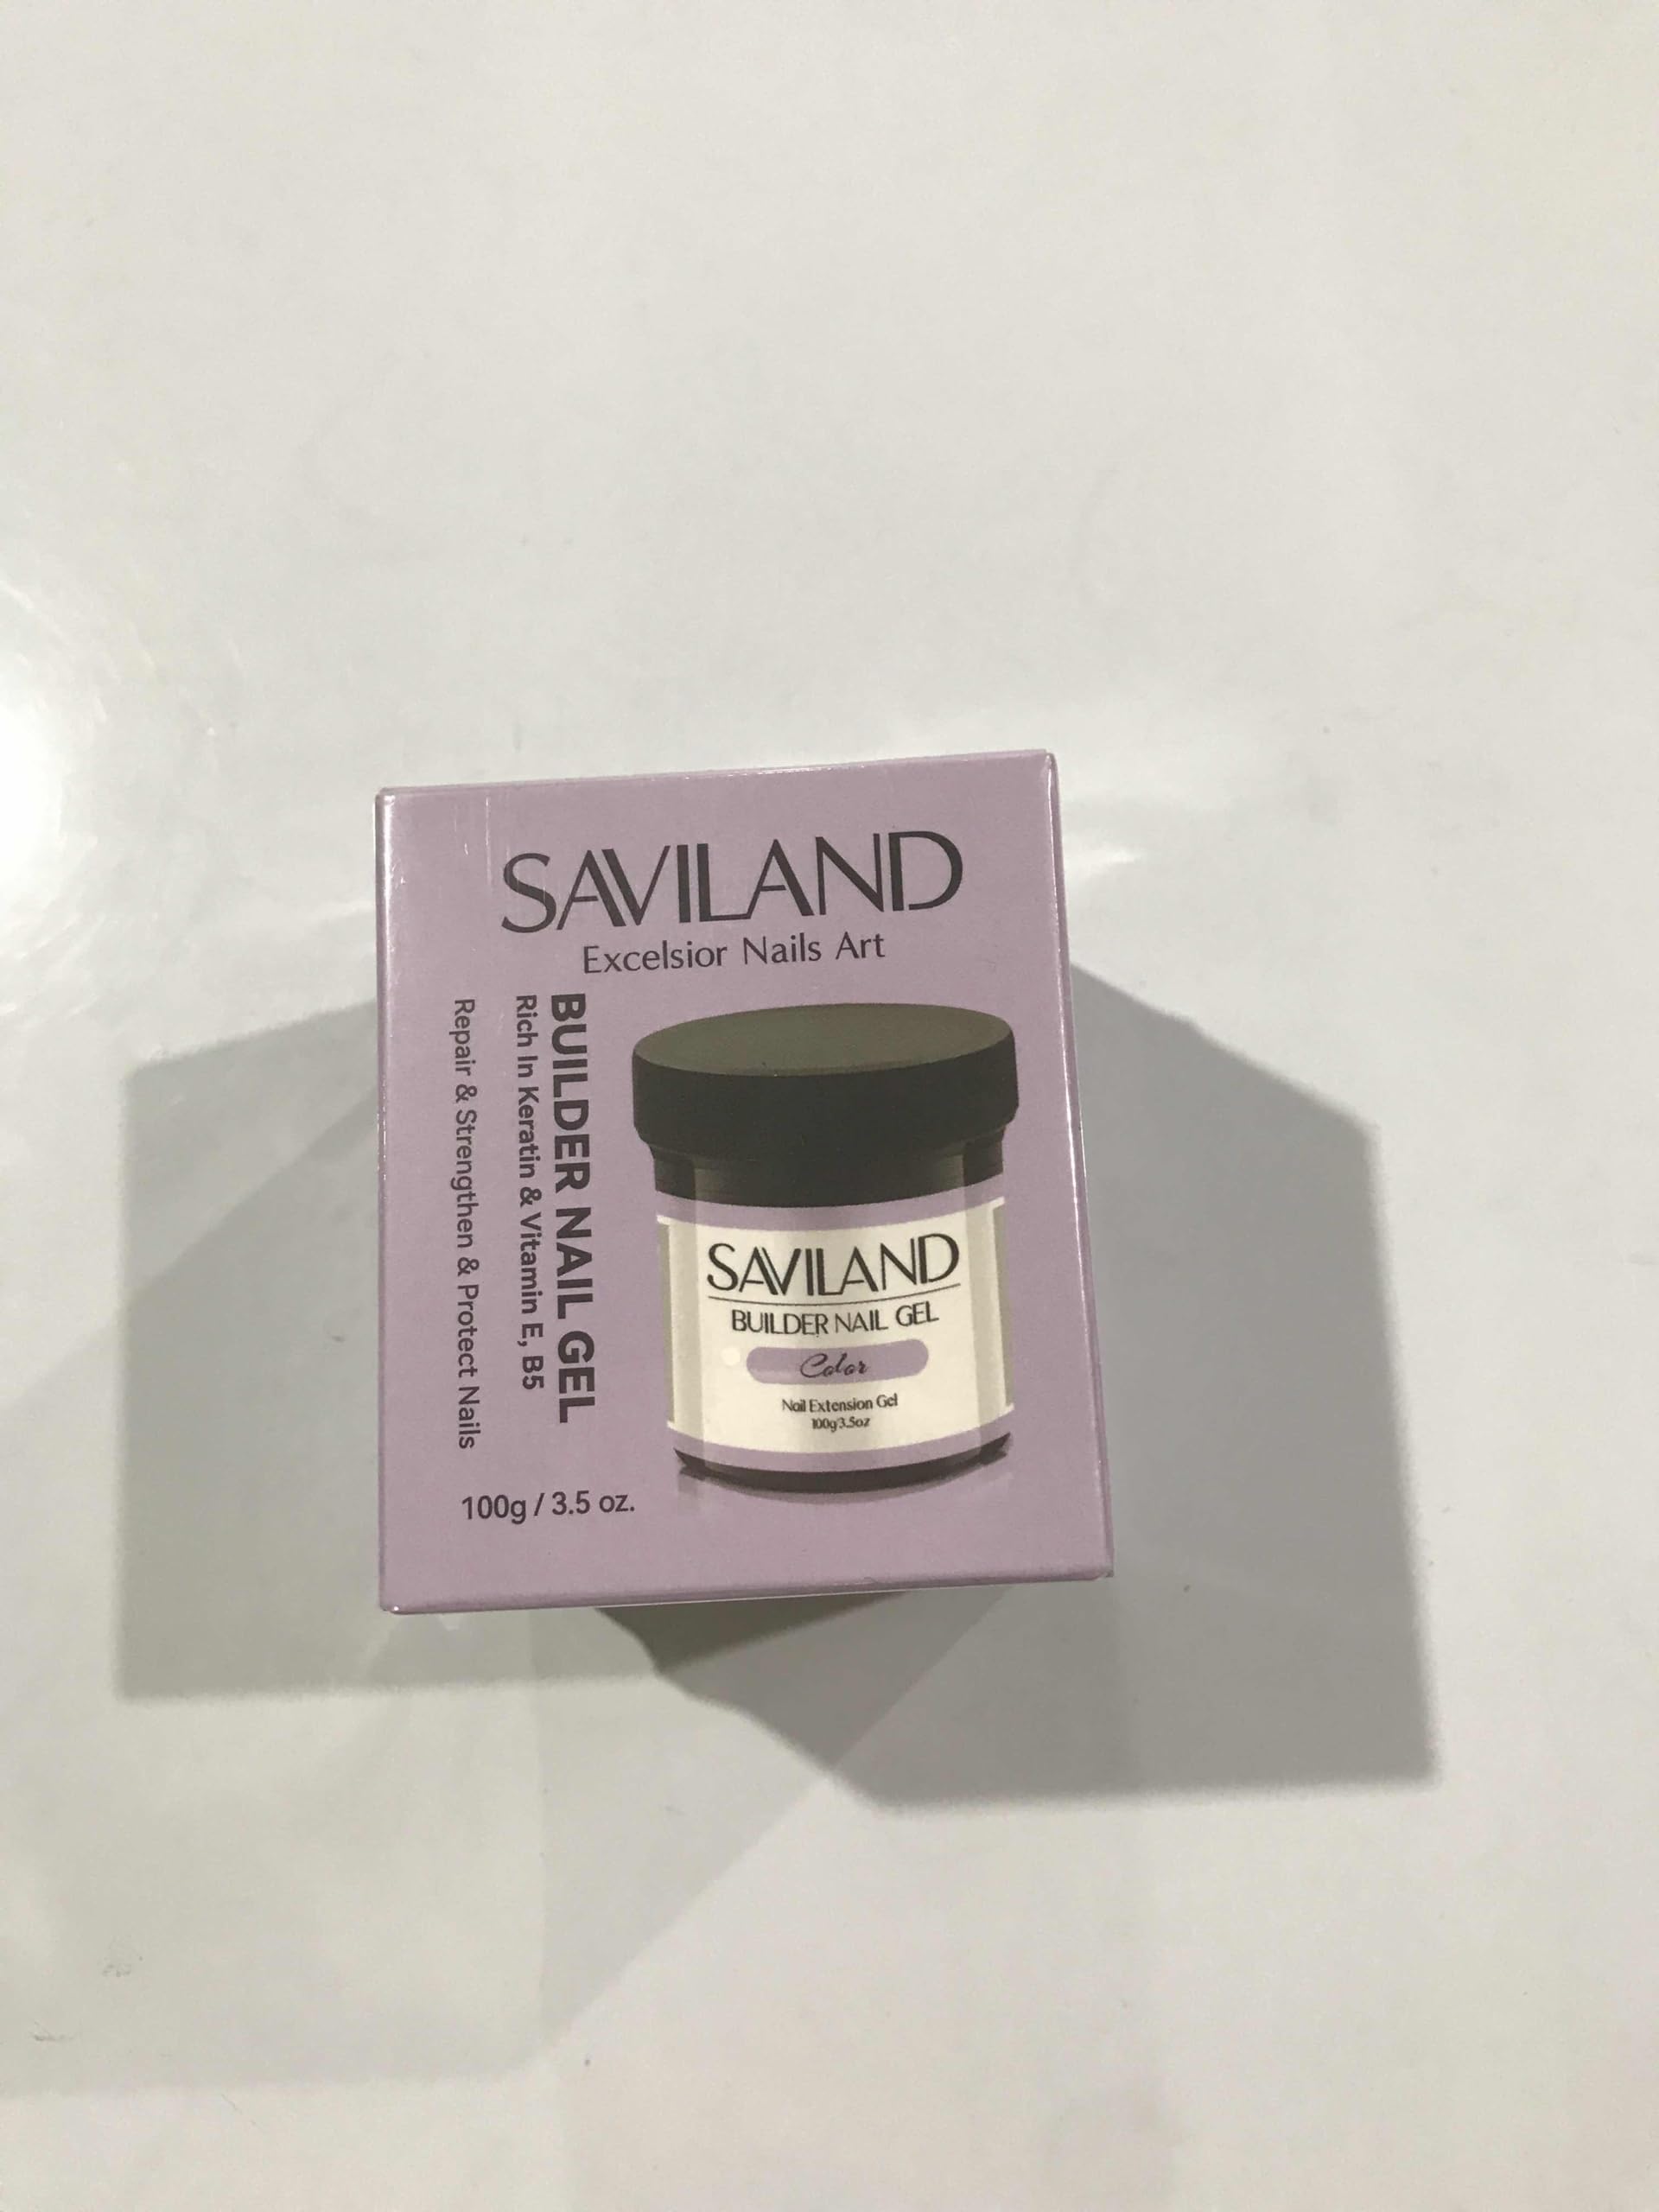 SAVILAND
Excelsior Nails Art
BUILDER NAIL GEL
Rich In Keratin & Vitamin E, B5
Repair & Strengthen & Protect Nails
SAVILAND
BUILDER NAIL GEL
Color
Nail Extension Gel
100g/3.5oz
100g / 3.5 oz.